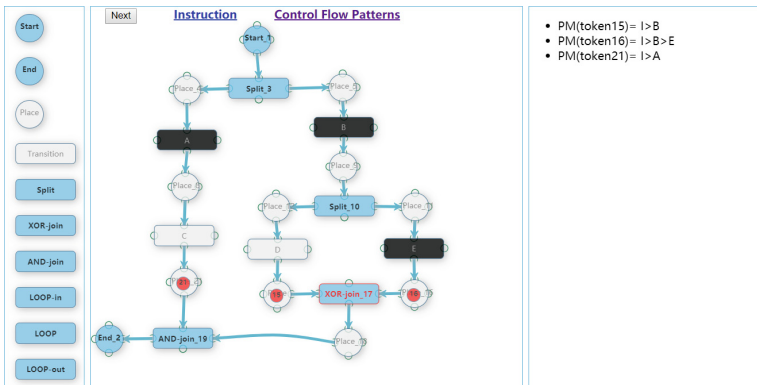 Start
End
Place
Transition
Split
XOR-join
AND-join
LOOP-in
LOOP
LOOP-out
Next Instruction Control Flow Patterns
Start_1
Place_4 Split_3 Place_5
A B
Place_9
Split_10
C D E
21
15 XOR-join_17 16
End_2 AND-join_19
PM(token15)= I>B
PM(token16)= I>B>E
PM(token21)= I>A